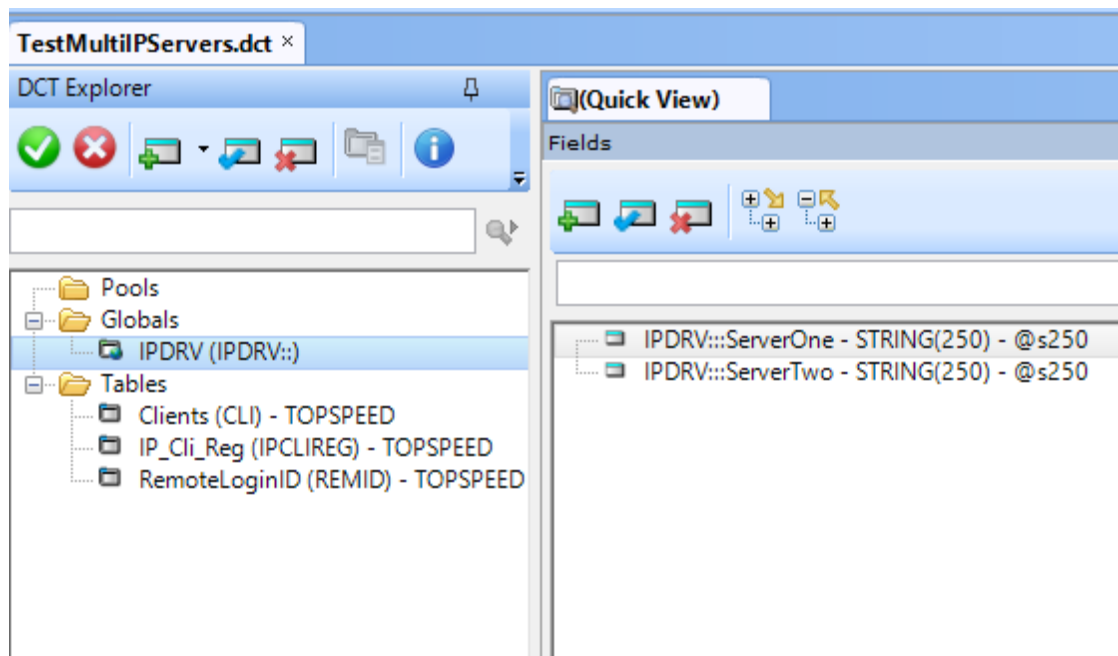 TestMultiIPServers.dct ×
DCT Explorer
(Quick View)
Fields
Pools
Globals
IPDRV (IPDRV::)
Tables
Clients (CLI) - TOPSPEED
IP_Cli_Reg (IPCLIREG) - TOPSPEED
RemoteLoginID (REMID) - TOPSPEED
IPDRV:::ServerOne - STRING(250) - @s250
IPDRV:::ServerTwo - STRING(250) - @s250